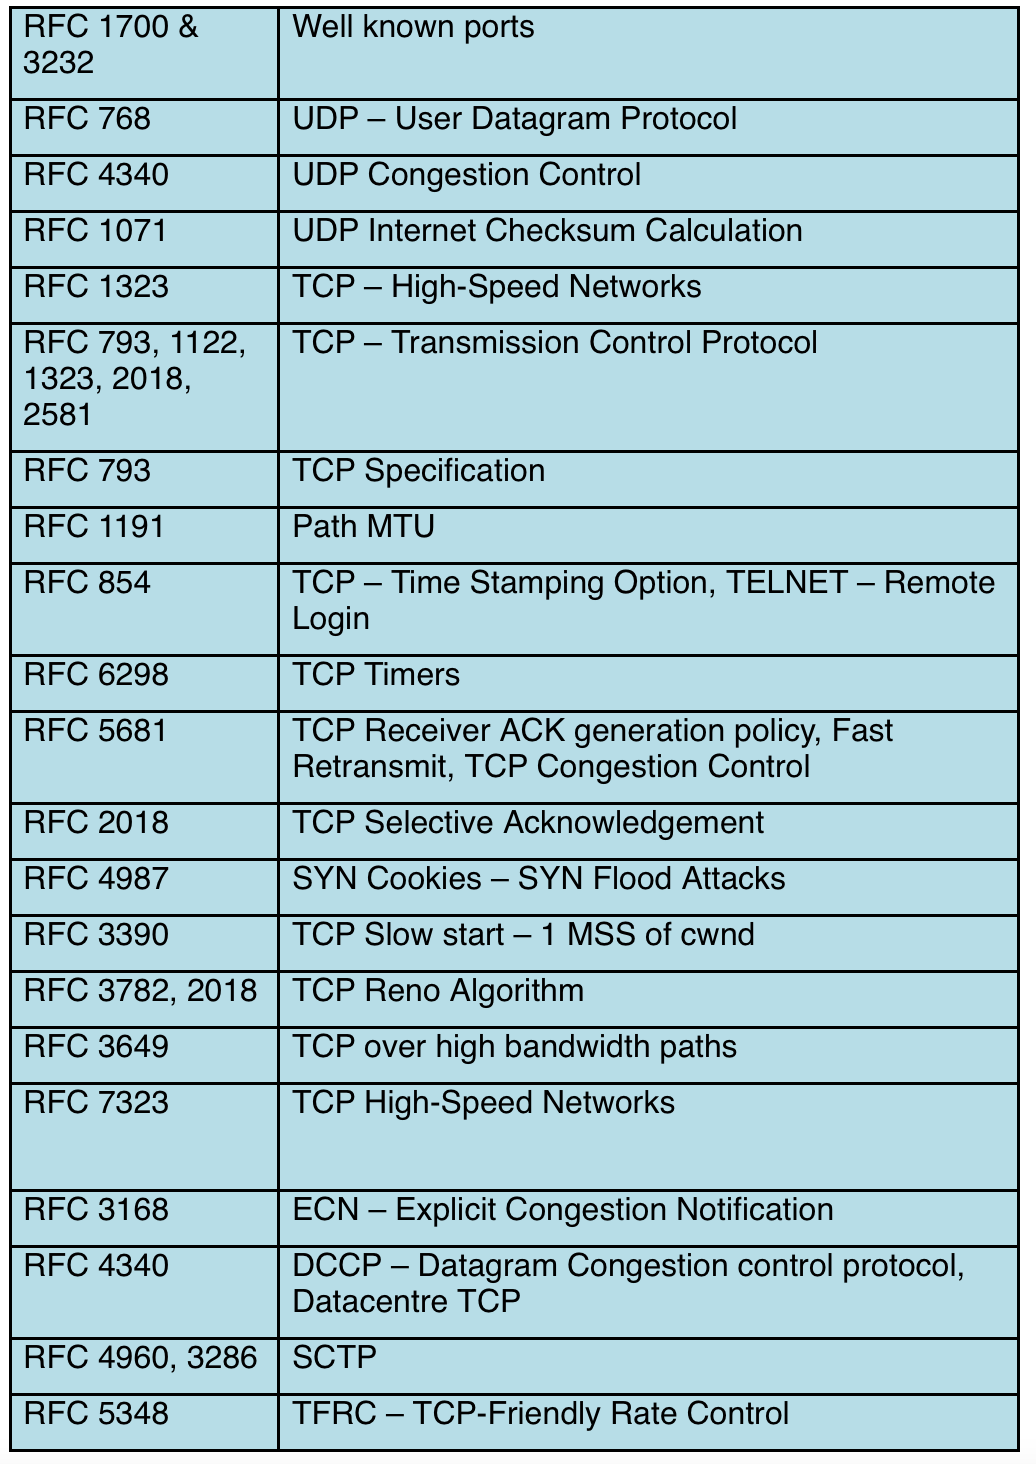 RFC 1700 & Well known ports
3232
RFC 768 UDP – User Datagram Protocol
RFC 4340 UDP Congestion Control
RFC 1071 UDP Internet Checksum Calculation
RFC 1323 TCP – High-Speed Networks
RFC 793, 1122, TCP – Transmission Control Protocol
1323, 2018,
2581
RFC 793 TCP Specification
RFC 1191 Path MTU
RFC 854 TCP – Time Stamping Option, TELNET – Remote
Login
RFC 6298 TCP Timers
RFC 5681 TCP Receiver ACK generation policy, Fast
Retransmit, TCP Congestion Control
RFC 2018 TCP Selective Acknowledgement
RFC 4987 SYN Cookies – SYN Flood Attacks
RFC 3390 TCP Slow start – 1 MSS of cwnd
RFC 3782, 2018 TCP Reno Algorithm
RFC 3649 TCP over high bandwidth paths
RFC 7323 TCP High-Speed Networks
RFC 3168 ECN – Explicit Congestion Notification
RFC 4340 DCCP – Datagram Congestion control protocol,
Datacentre TCP
RFC 4960, 3286 SCTP
RFC 5348 TFRC – TCP-Friendly Rate Control